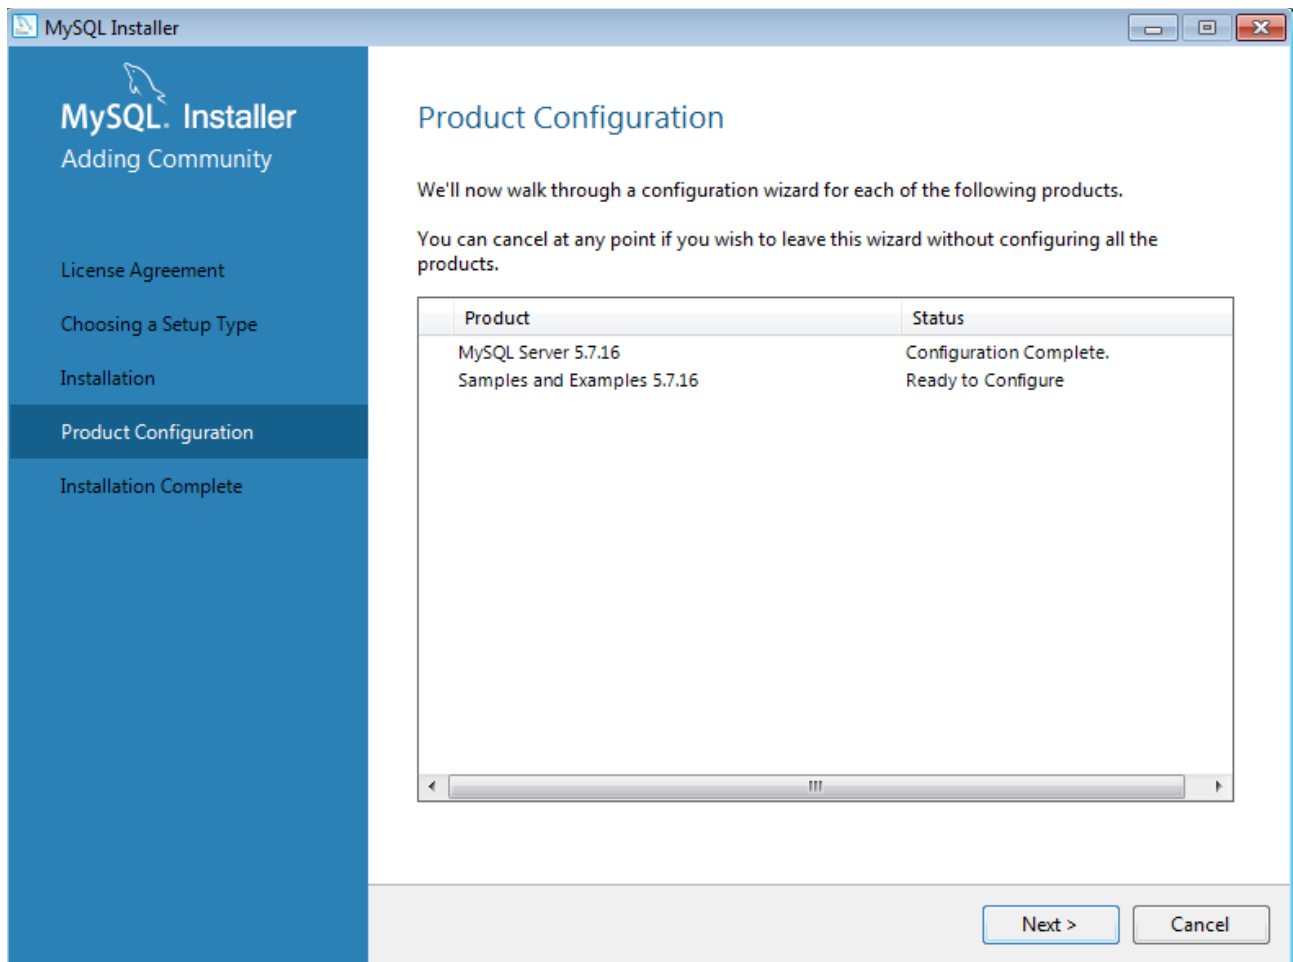 MySQL Installer
MySQL. Installer
Adding Community
License Agreement
Choosing a Setup Type
Installation
Product Configuration
Installation Complete
Product Configuration
We'll now walk through a configuration wizard for each of the following products.
You can cancel at any point if you wish to leave this wizard without configuring all the
products.
Product Status
MySQL Server 5.7.16 Configuration Complete.
Samples and Examples 5.7.16 Ready to Configure
Next > Cancel